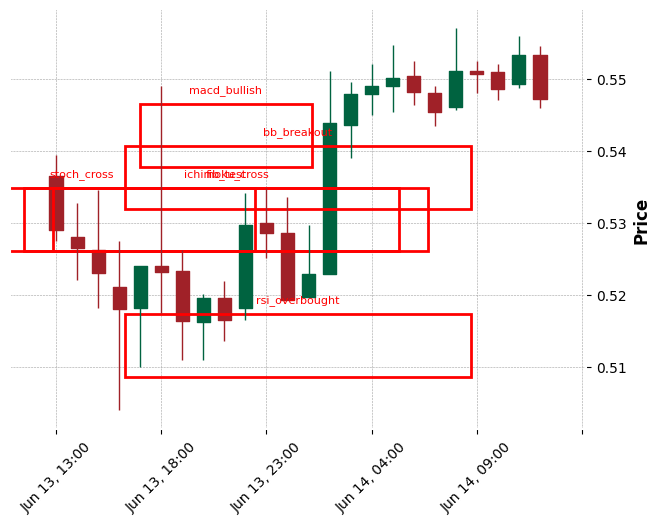 macd_bullish
0.55
bb_breakout
0.54
stoch_cross
0.53
Price
0.52
rsi_overbought
0.51
Jun 13, 13:00
Jun 13, 18:00
Jun 13, 23:00
Jun 14, 04:00
Jun 14, 09:00